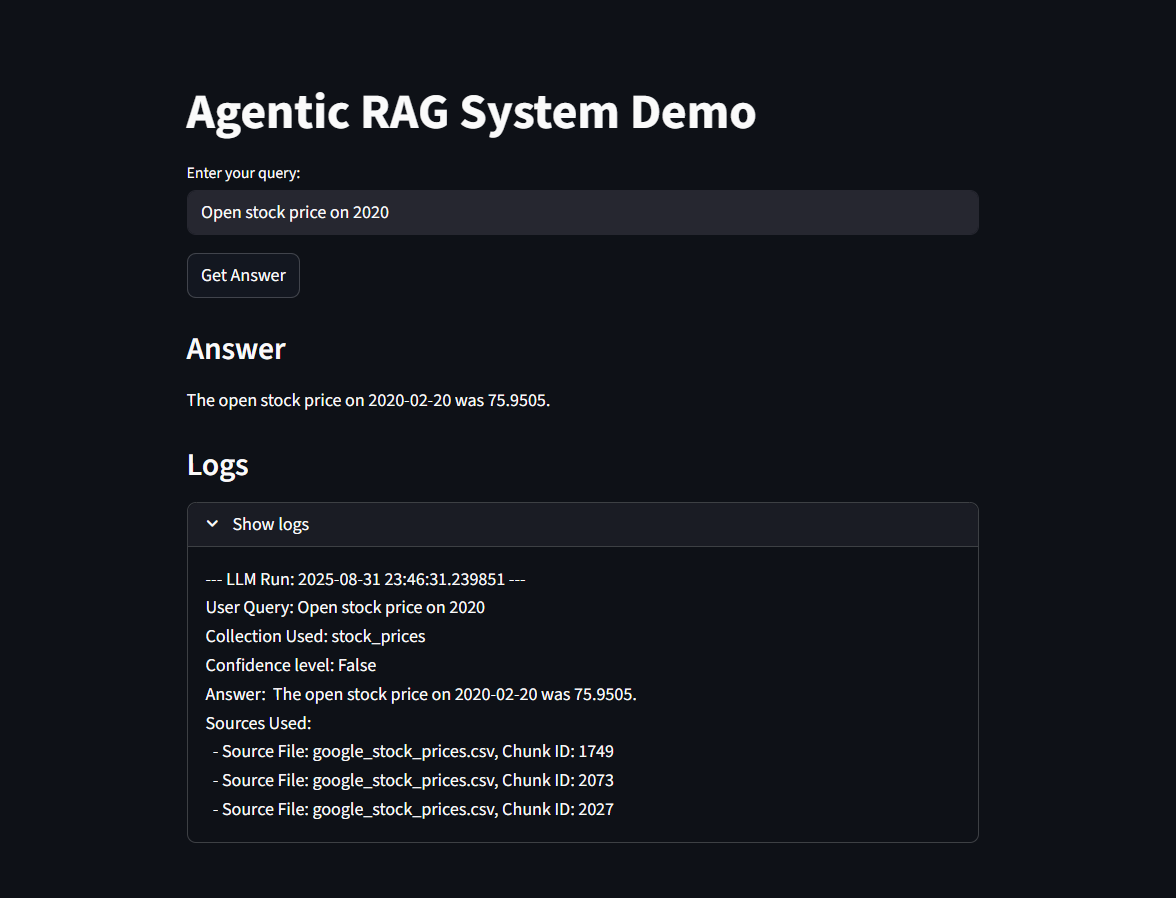 Agentic RAG System Demo
Enter your query:
Open stock price on 2020
Get Answer
Answer
The open stock price on 2020-02-20 was 75.9505.
Logs
Show logs
--- LLM Run: 2025-08-31 23:46:31.239851 ---
User Query: Open stock price on 2020
Collection Used: stock_prices
Confidence level: False
Answer:  The open stock price on 2020-02-20 was 75.9505.
Sources Used:
- Source File: google_stock_prices.csv, Chunk ID: 1749
- Source File: google_stock_prices.csv, Chunk ID: 2073
- Source File: google_stock_prices.csv, Chunk ID: 2027